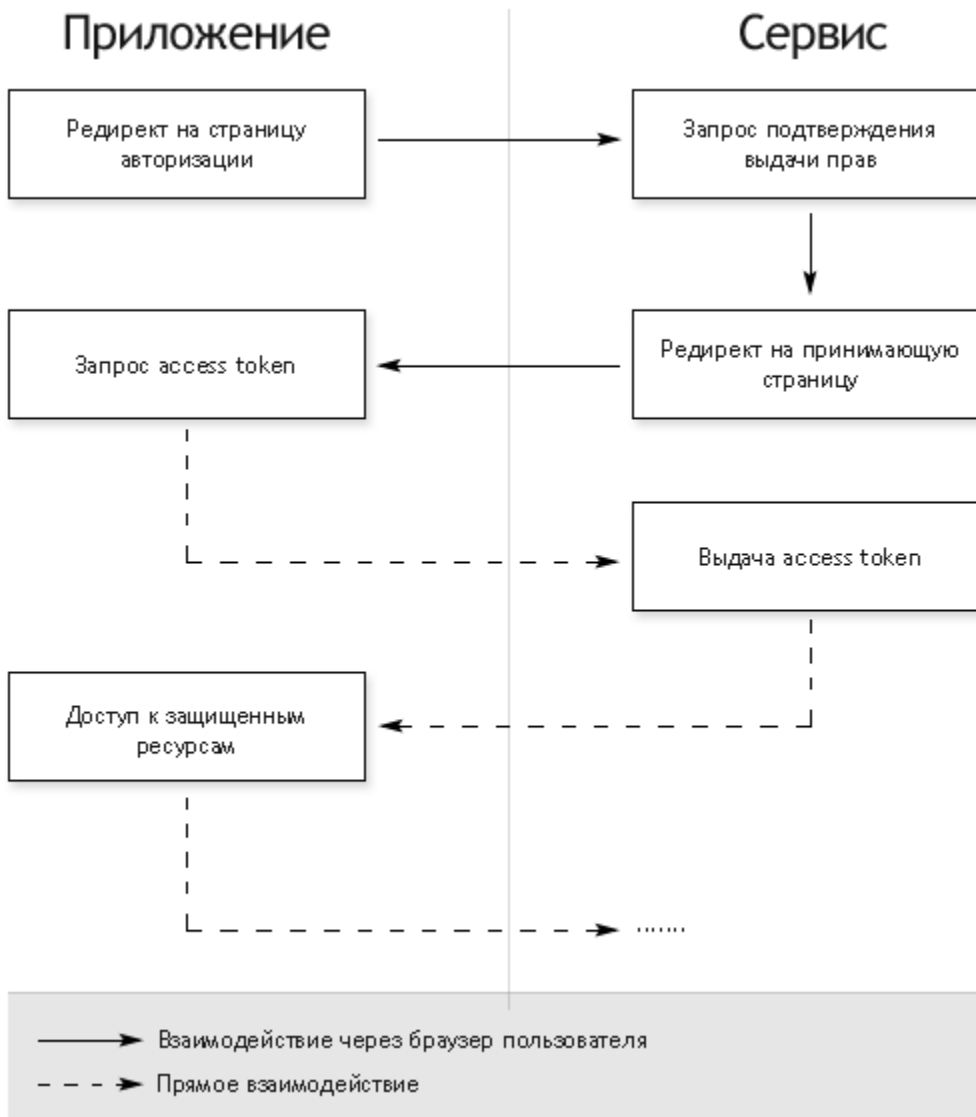 Приложение
Сервис
Редирект на страницу
авторизации
Запрос подтверждения
выдачи прав
Запрос access token
Редирект на принимающую
страницу
Выдача access token
Доступ к защищенным
ресурсам
.......
Взаимодействие через браузер пользователя
Прямое взаимодействие